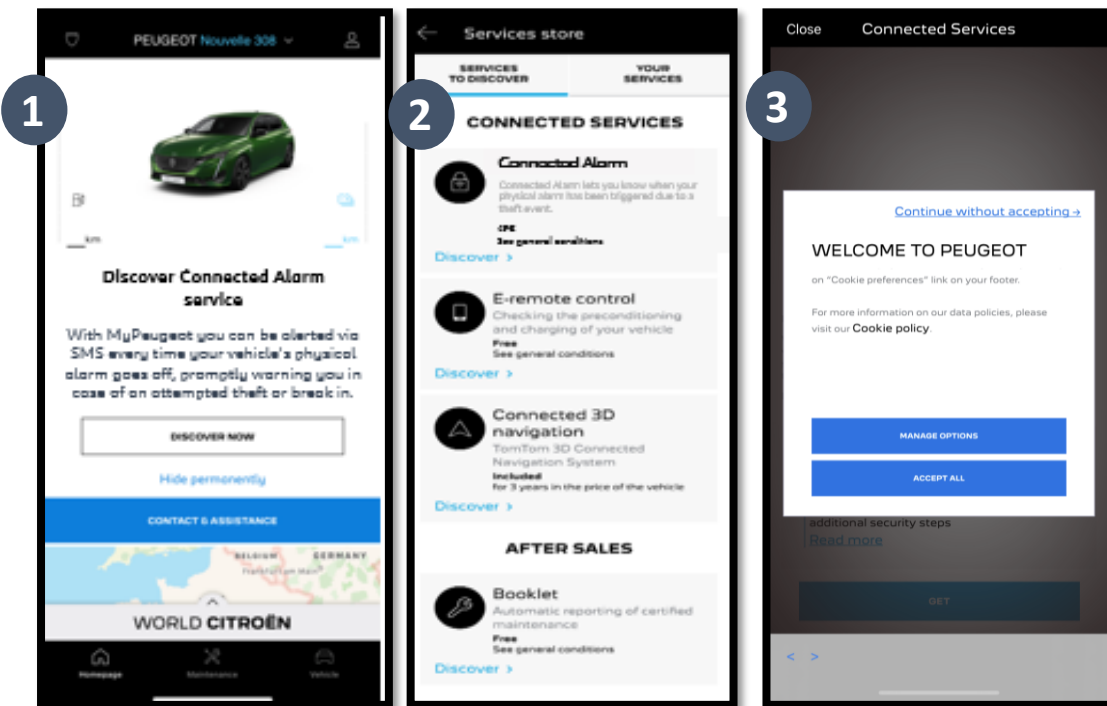 1
PEUGEOT Nouvelle 308
km
km
Discover Connected Alarm
service
With MyPeugeot you can be alerted via
SMS every time your vehicle's physical
alarm goes off, promptly warning you in
case of an attempted theft or break in.
DISCOVER NOW
Hide permanently
CONTACT & ASSISTANCE
BELGIUM
GERMANY
Frankfurt am Main
WORLD CITROËN
Homepage
Maintenance
Vehicle
2
Services store
SERVICES
TO DISCOVER
YOUR
SERVICES
CONNECTED SERVICES
Connected Alarm
Connected Alarm lets you know when your
physical alarm has been triggered due to a
theft event.
See general conditions
Discover >
E-remote control
Checking the preconditioning
and charging of your vehicle
Free
See general conditions
Discover >
Connected 3D
navigation
TomTom 3D Connected
Navigation System
Included
for 3 years in the price of the vehicle
Discover >
AFTER SALES
Booklet
Automatic reporting of certified
maintenance
Free
See general conditions
Discover >
3
Close
Connected Services
Continue without accepting →
WELCOME TO PEUGEOT
on "Cookie preferences" link on your footer.
For more information on our data policies, please
visit our Cookie policy.
MANAGE OPTIONS
ACCEPT ALL
additional security steps
Read more
GET
< >